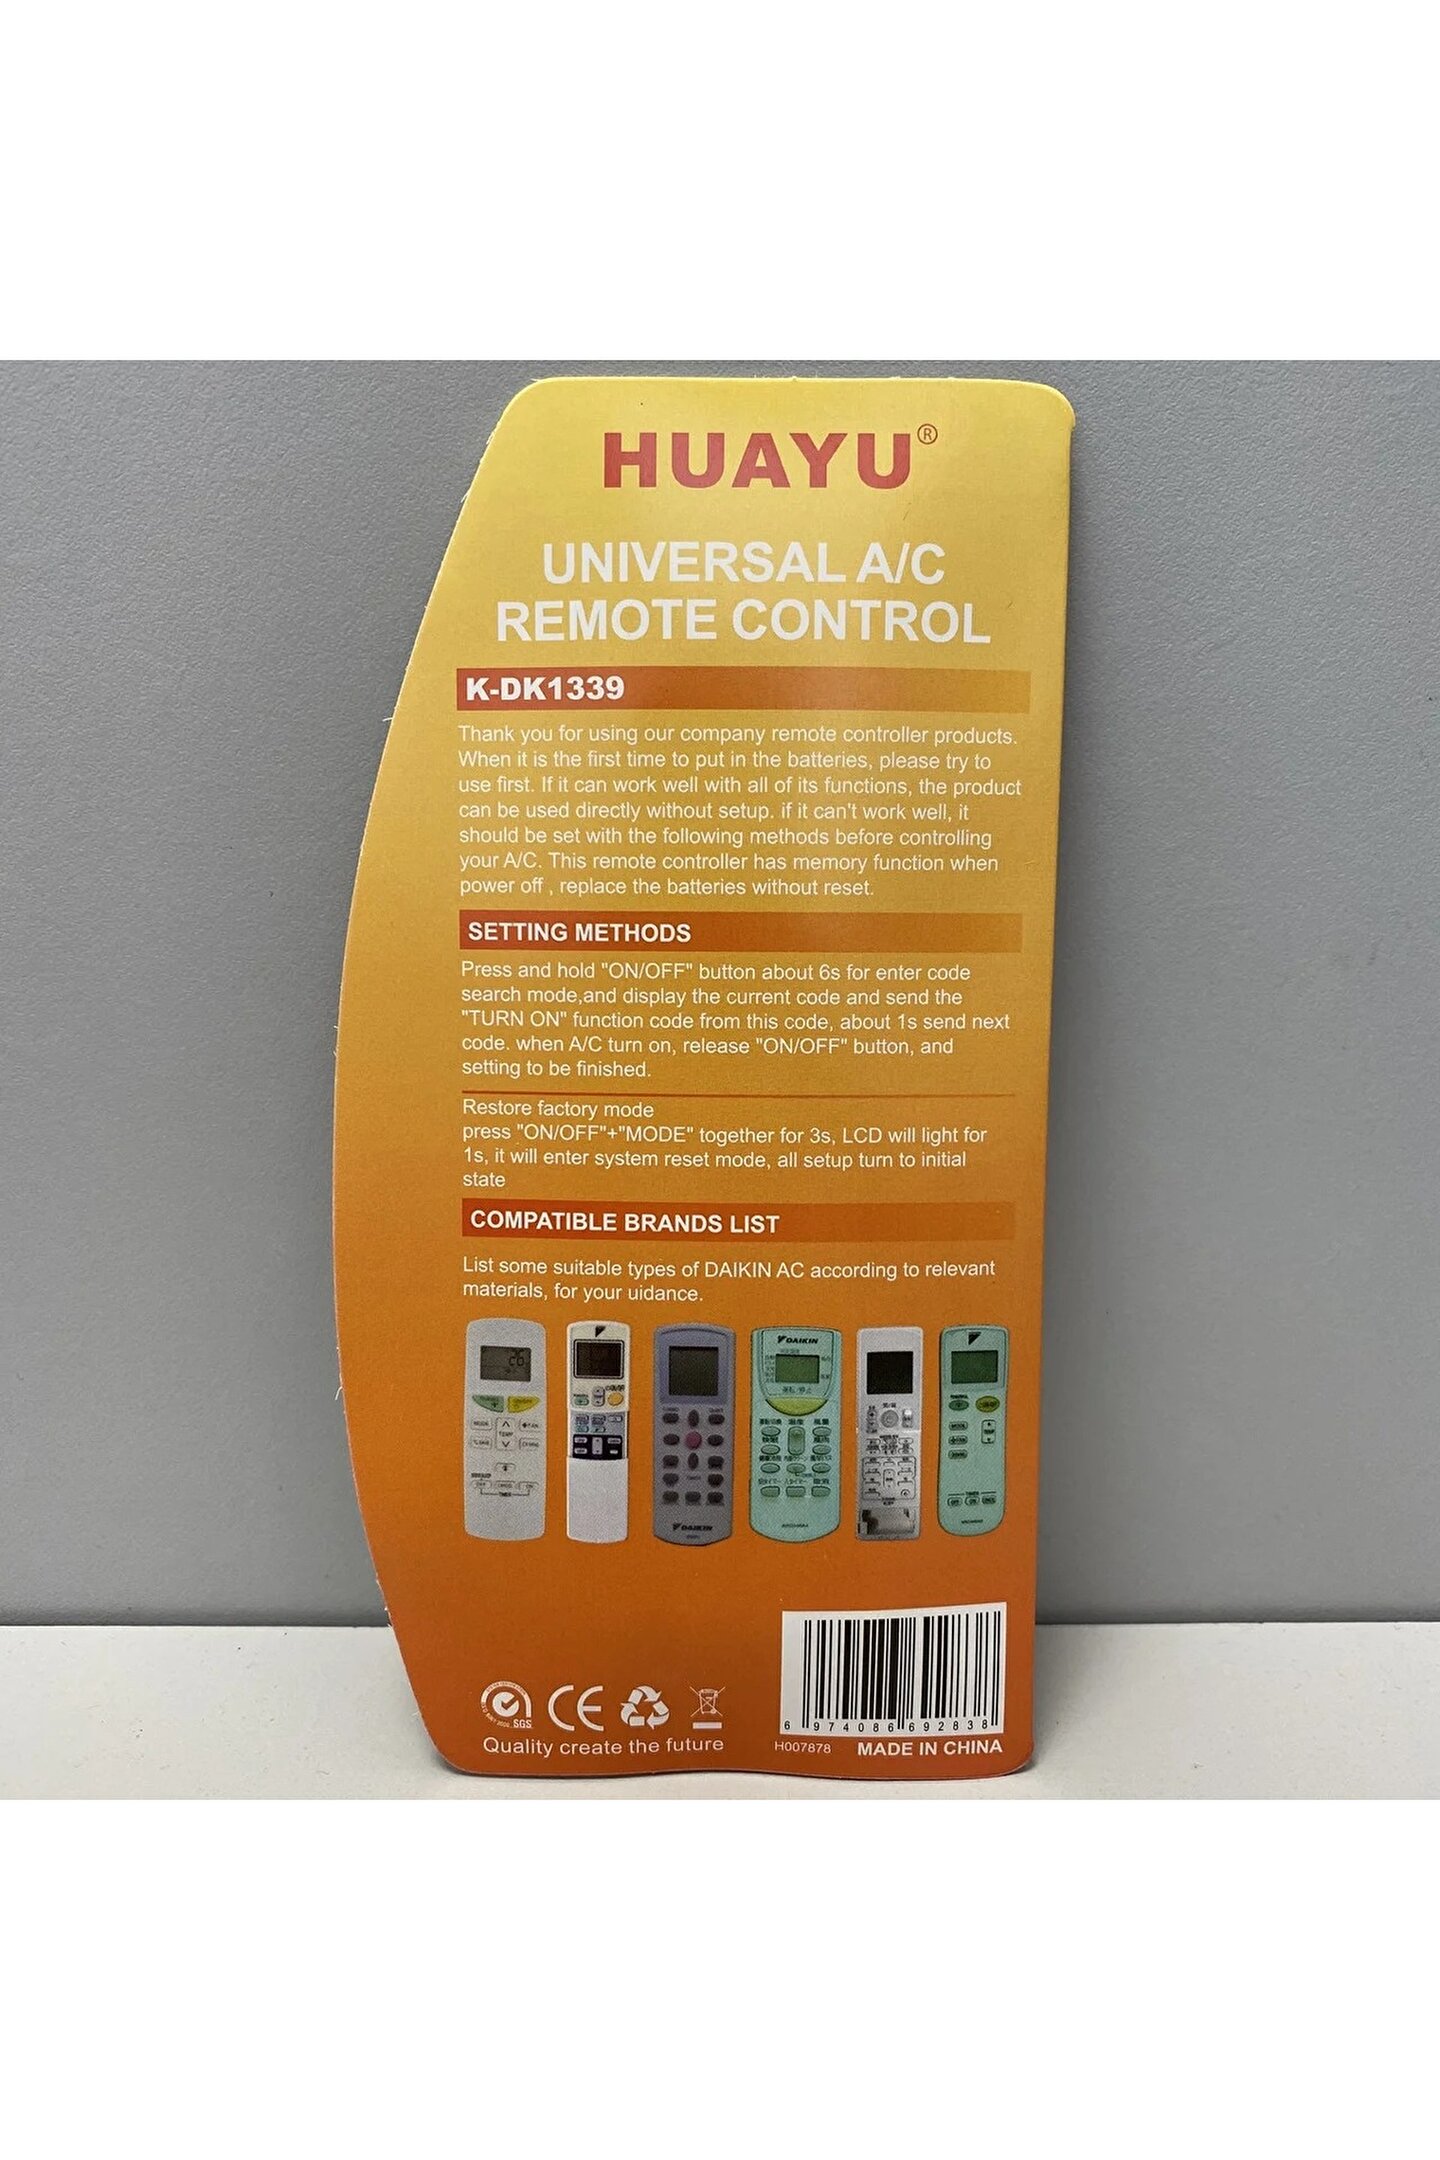 HUAYU®
UNIVERSAL A/C
REMOTE CONTROL
K-DK1339
Thank you for using our company remote controller products.
When it is the first time to put in the batteries, please try to
use first. If it can work well with all of its functions, the product
can be used directly without setup. if it can't work well, it
should be set with the following methods before controlling
your A/C. This remote controller has memory function when
power off , replace the batteries without reset.
SETTING METHODS
Press and hold "ON/OFF" button about 6s for enter code
search mode,and display the current code and send the
"TURN ON" function code from this code, about 1s send next
code. when A/C turn on, release "ON/OFF" button, and
setting to be finished.
Restore factory mode
press "ON/OFF"+"MODE" together for 3s, LCD will light for
1s, it will enter system reset mode, all setup turn to initial
state
COMPATIBLE BRANDS LIST
List some suitable types of DAIKIN AC according to relevant
materials, for your uidance.
DAIKIN
MODE
FAN
TEMP
DAIKIN
SGS
CE
Quality create the future
6 974086 692838
H007878 MADE IN CHINA